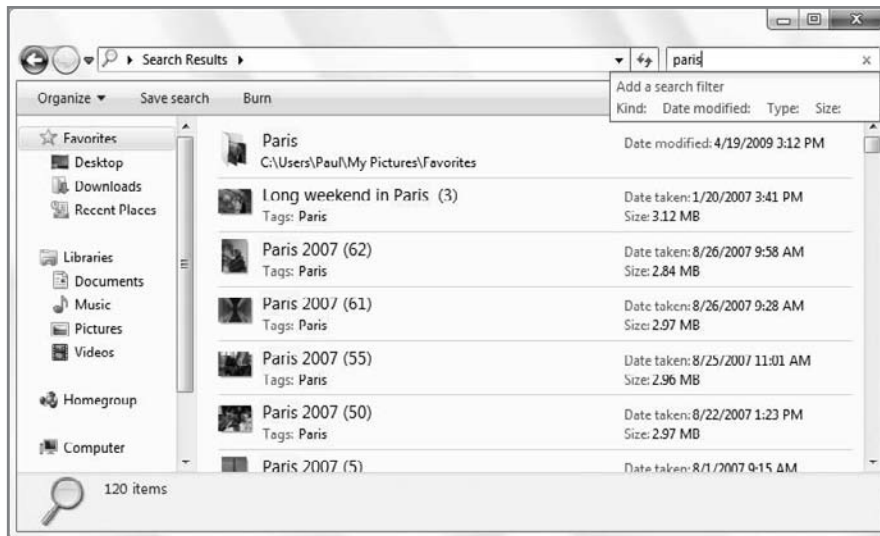 Search Results
paris
Organize Save search Burn
Add a search filter
Kind: Date modified: Type: Size:
Favorites
Desktop
Downloads
Recent Places
Libraries
Documents
Music
Pictures
Videos
Homegroup
Computer
Paris
C:\Users\Paul\My Pictures\Favorites
Date modified: 4/19/2009 3:12 PM
Long weekend in Paris (3)
Tags: Paris
Date taken: 1/20/2007 3:41 PM
Size: 3.12 MB
Paris 2007 (62)
Tags: Paris
Date taken: 8/26/2007 9:58 AM
Size: 2.84 MB
Paris 2007 (61)
Tags: Paris
Date taken: 8/26/2007 9:28 AM
Size: 2.97 MB
Paris 2007 (55)
Tags: Paris
Date taken: 8/25/2007 11:01 AM
Size: 2.96 MB
Paris 2007 (50)
Tags: Paris
Date taken: 8/22/2007 1:23 PM
Size: 2.97 MB
Paris 2007 (5)
Date taken: 8/1/2007 9:15 AM
120 items